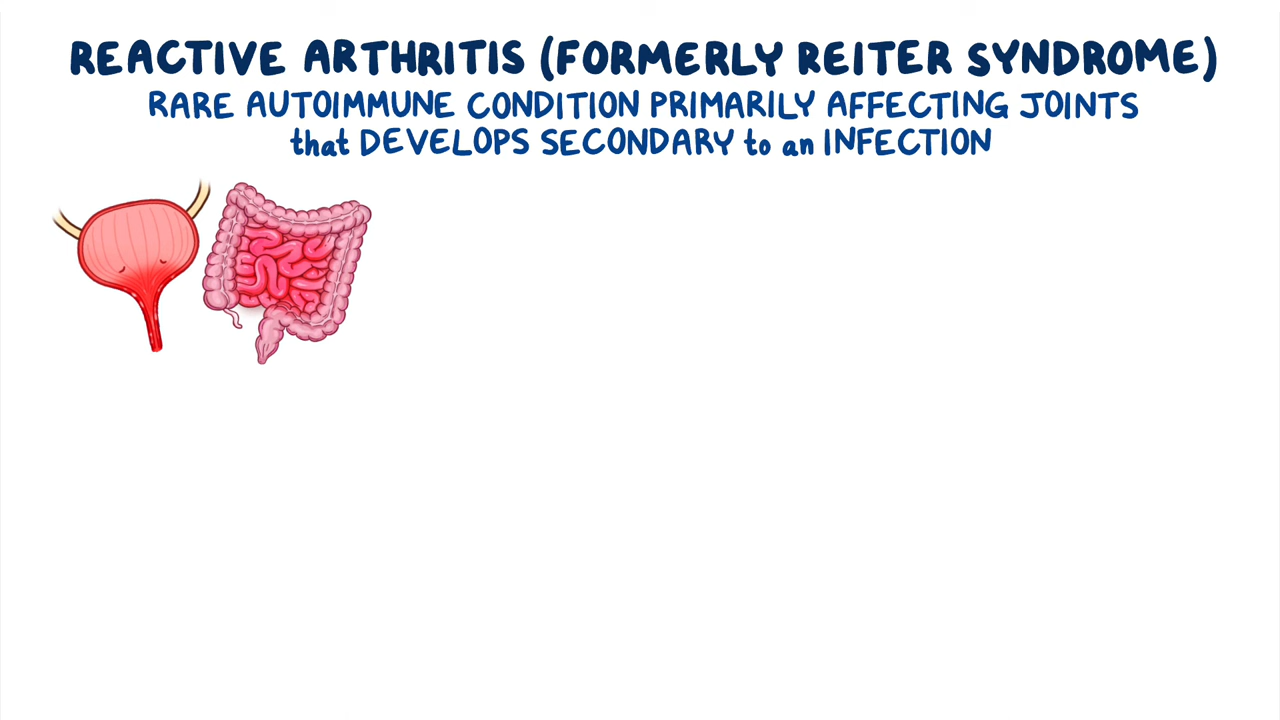 REACTIVE ARTHRITIS (FORMERLY REITER SYNDROME)
RARE AUTOIMMUNE CONDITION PRIMARILY AFFECTING JOINTS
that DEVELOPS SECONDARY to an INFECTION